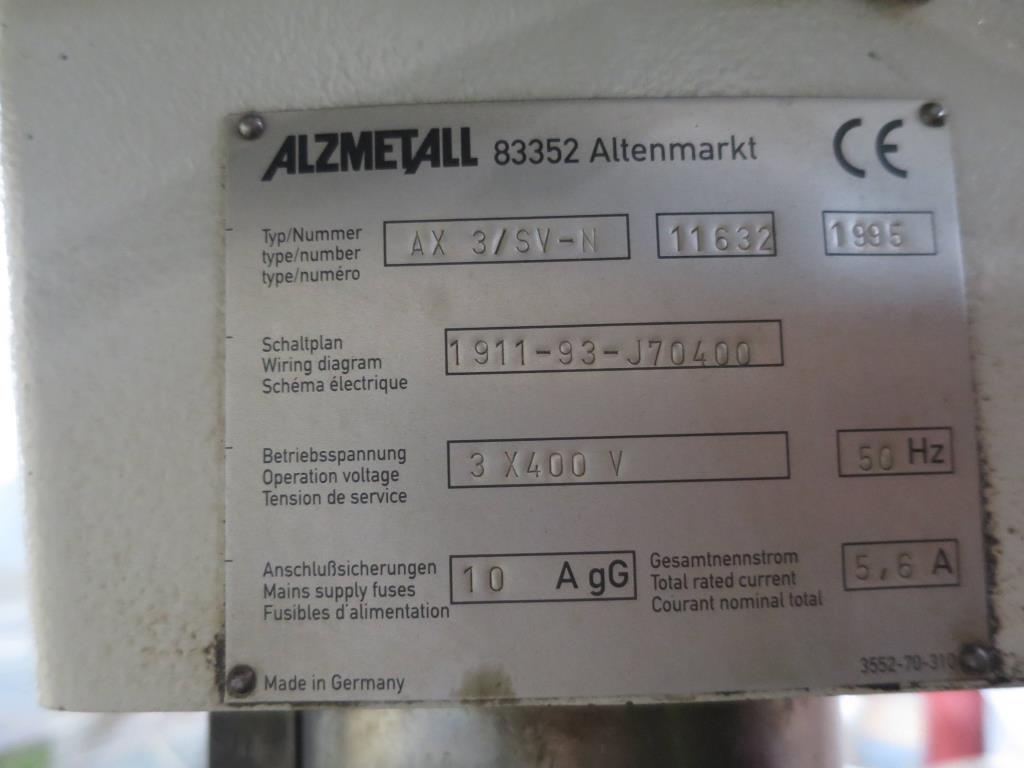 ALZMETALL 83352 Altenmarkt CE
Typ/Nummer
type/number
type/numéro
AX 3/SV-N 11632 1995
Schaltplan
Wiring diagram
Schéma électrique
1911-93-J70400
Betriebsspannung
Operation voltage
Tension de service
3 X400 V 50 Hz
Anschlußsicherungen
Mains supply fuses
Fusibles d'alimentation
10 A gG
Gesamtnennstrom
Total rated current
Courant nominal total
5,6 A
Made in Germany
3552-70-310